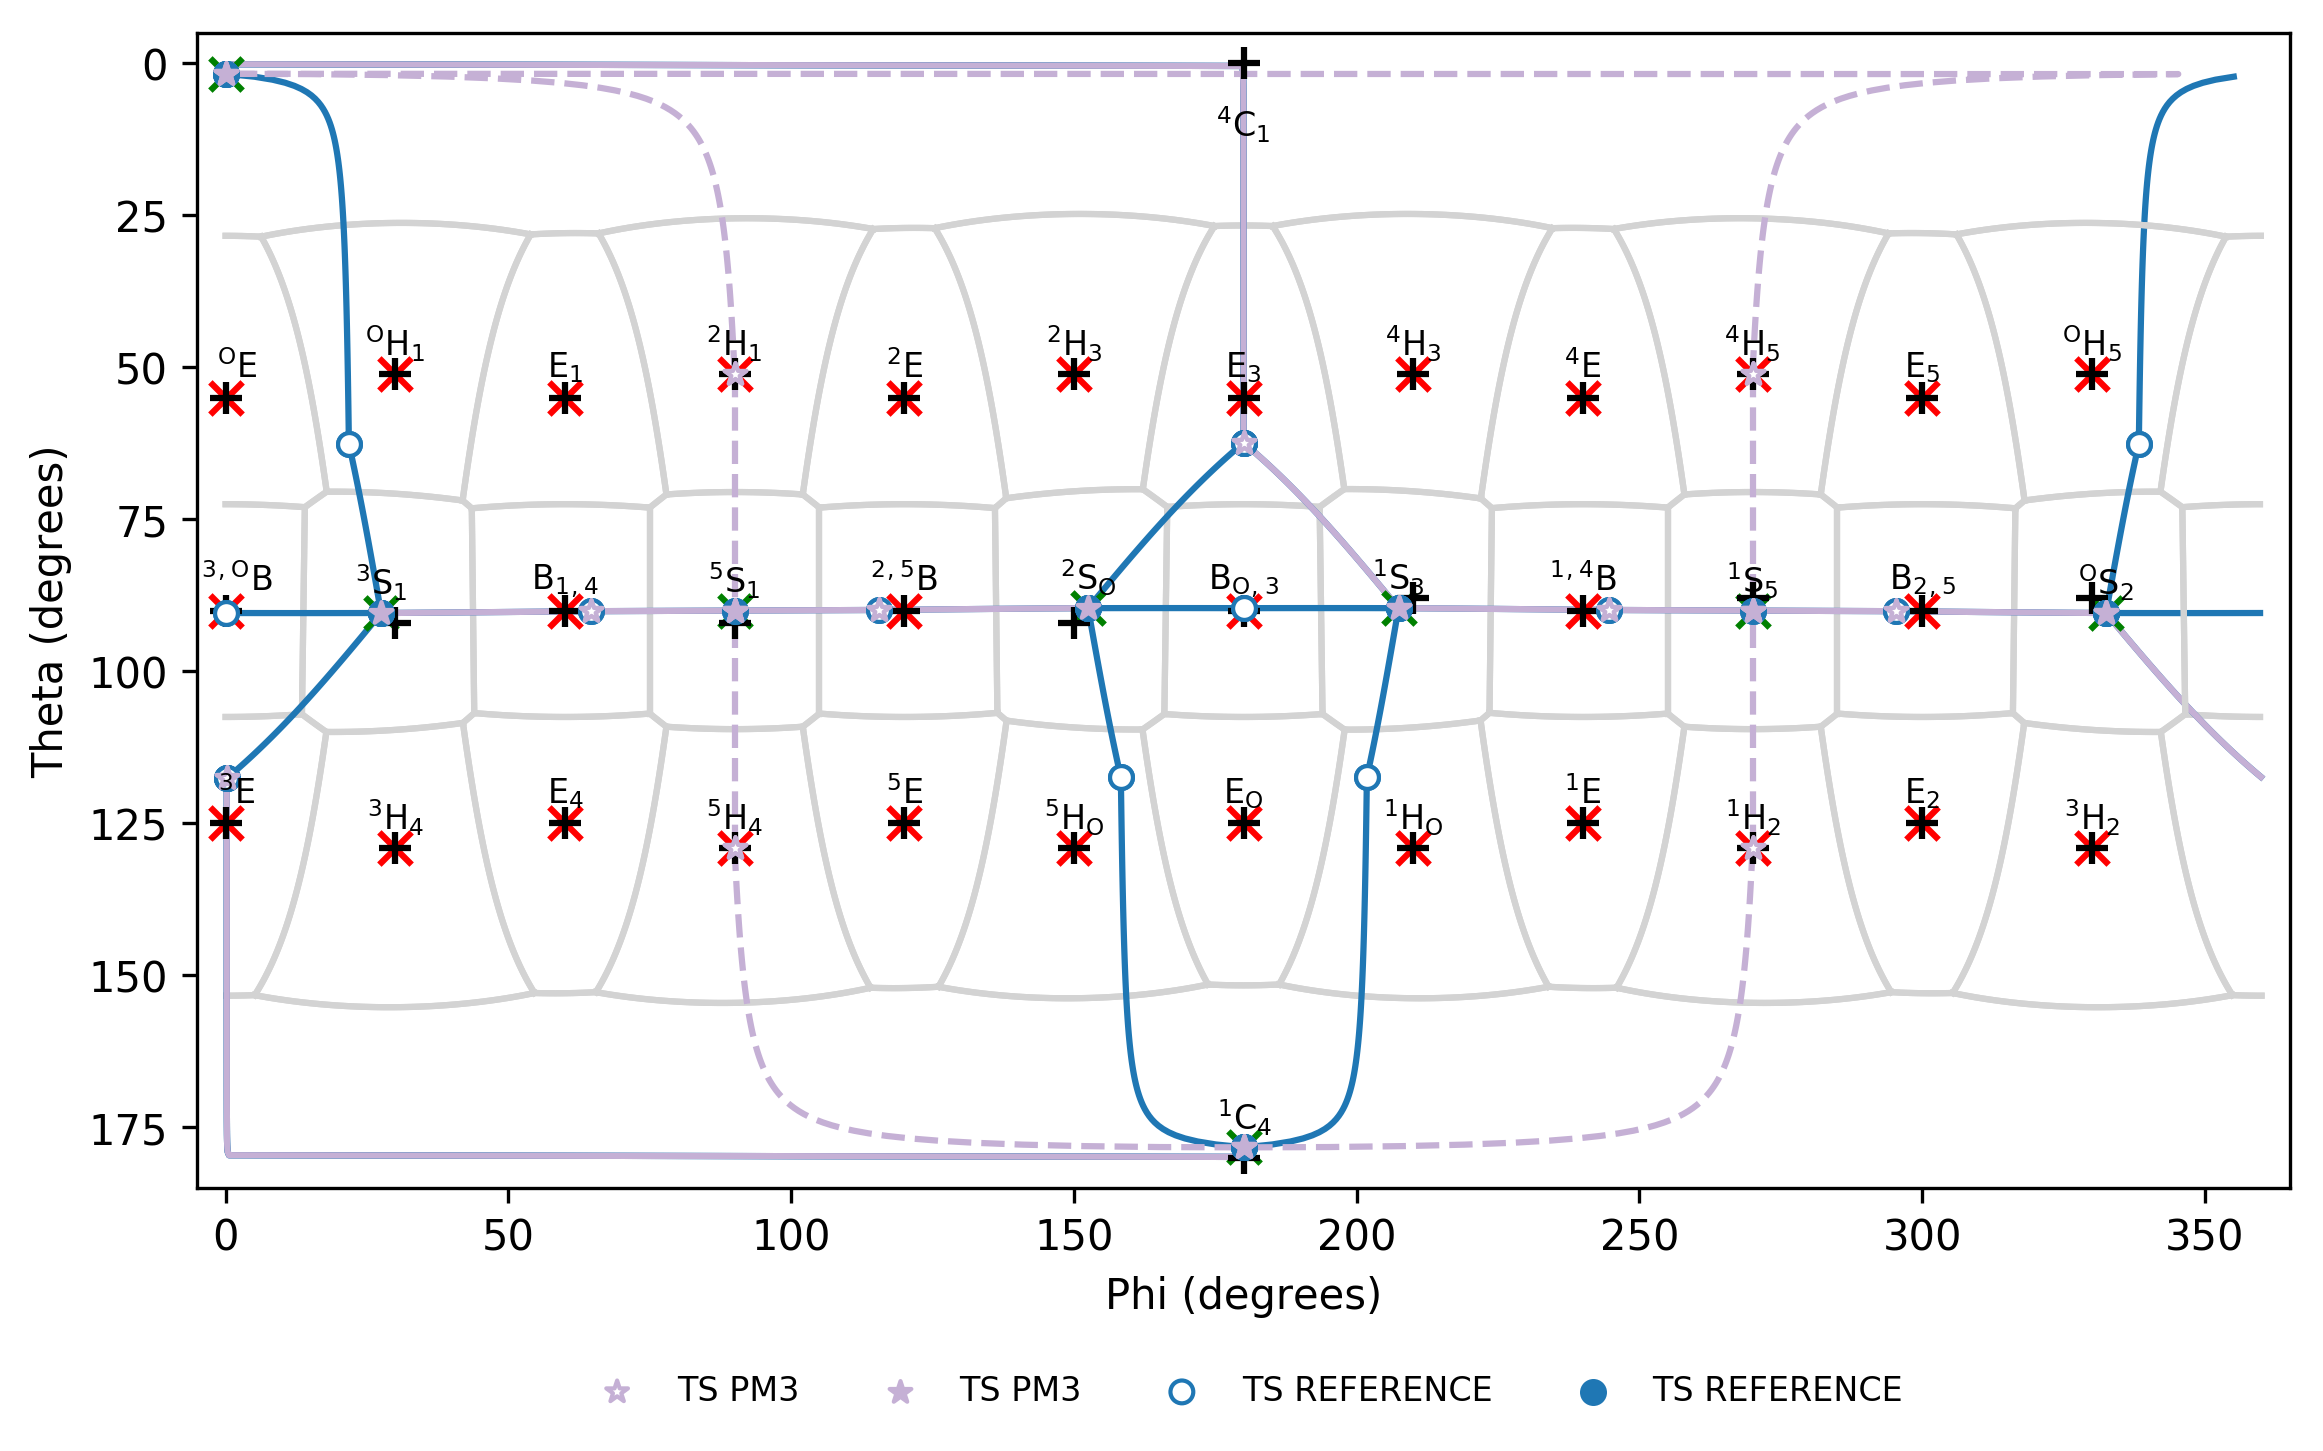 0
⁴C₁
25
ᴼE ᴼH₁ E₁ ²H₁ ²E ²H₃ E₃ ⁴H₃ ⁴E ⁴H₅ E₅ ᴼH₅
50
75
³,ᴼB ³S₁ B₁,₄ ⁵S₁ ²,⁵B ²Sₒ Bₒ,₃ ¹S₃ ¹,⁴B ¹S₅ B₂,₅ ᴼS₂
100
³E ³H₄ E₄ ⁵H₄ ⁵E ⁵Hₒ Eₒ ¹Hₒ ¹E ¹H₂ E₂ ³H₂
125
150
¹C₄
175
Theta (degrees)
0 50 100 150 200 250 300 350
Phi (degrees)
TS PM3 TS PM3 TS REFERENCE TS REFERENCE